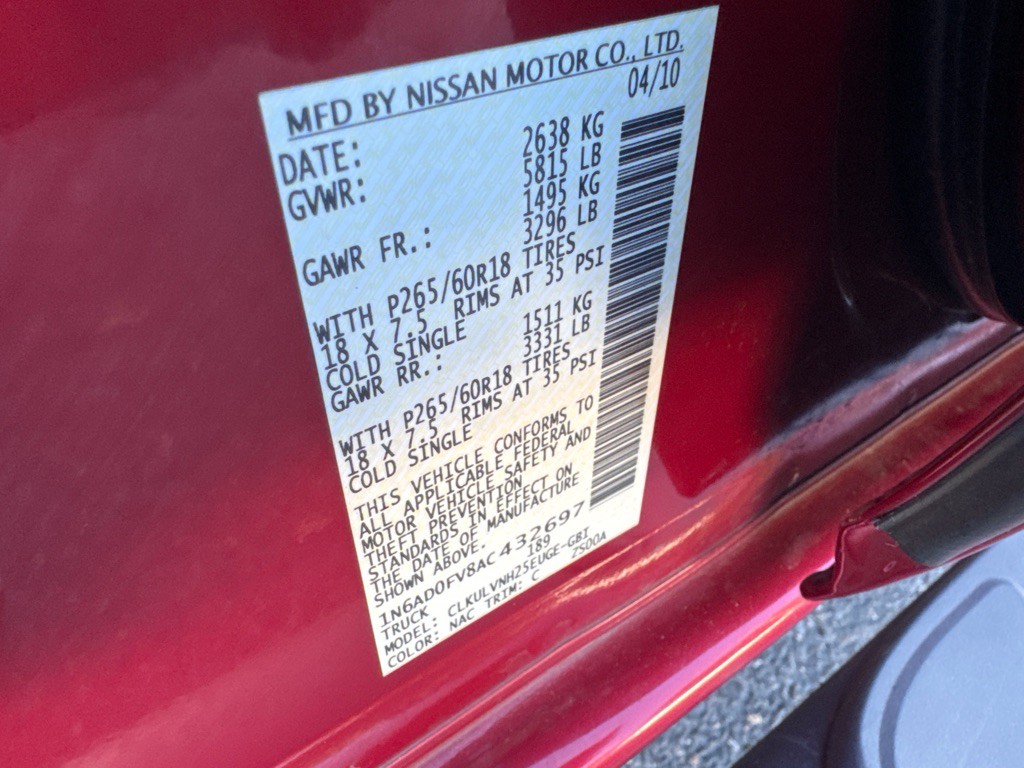 MFD BY NISSAN MOTOR CO., LTD.
DATE: 04/10
GVWR: 2638 KG
5815 LB
GAWR FR.: 1495 KG
3296 LB
WITH P265/60R18 TIRES
18 X 7.5 RIMS AT 35 PSI
COLD SINGLE
GAWR RR.: 1511 KG
3331 LB
WITH P265/60R18 TIRES
18 X 7.5 RIMS AT 35 PSI
COLD SINGLE
THIS VEHICLE CONFORMS TO
ALL APPLICABLE FEDERAL
MOTOR VEHICLE SAFETY AND
THEFT PREVENTION
STANDARDS IN EFFECT ON
THE DATE OF MANUFACTURE
SHOWN ABOVE.
1N6AD0FV8AC432697
TRUCK 189
MODEL: CLKULVNH25EUGE-GBI
COLOR: NAC TRIM: C ZS00A